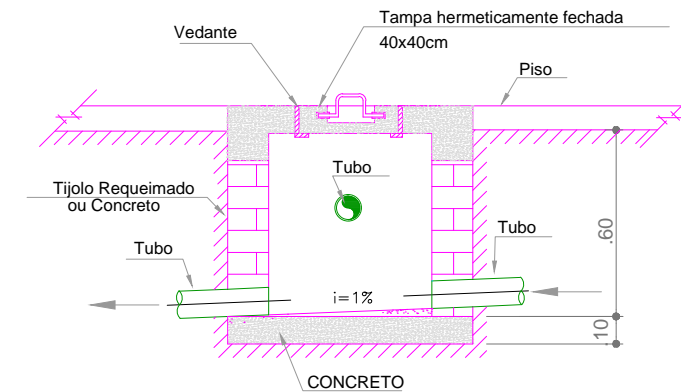 Tampa hermeticamente fechada
40x40cm
Vedante
Piso
Tubo
Tijolo Requeimado
ou Concreto
Tubo
Tubo
.60
i=1%
.10
CONCRETO